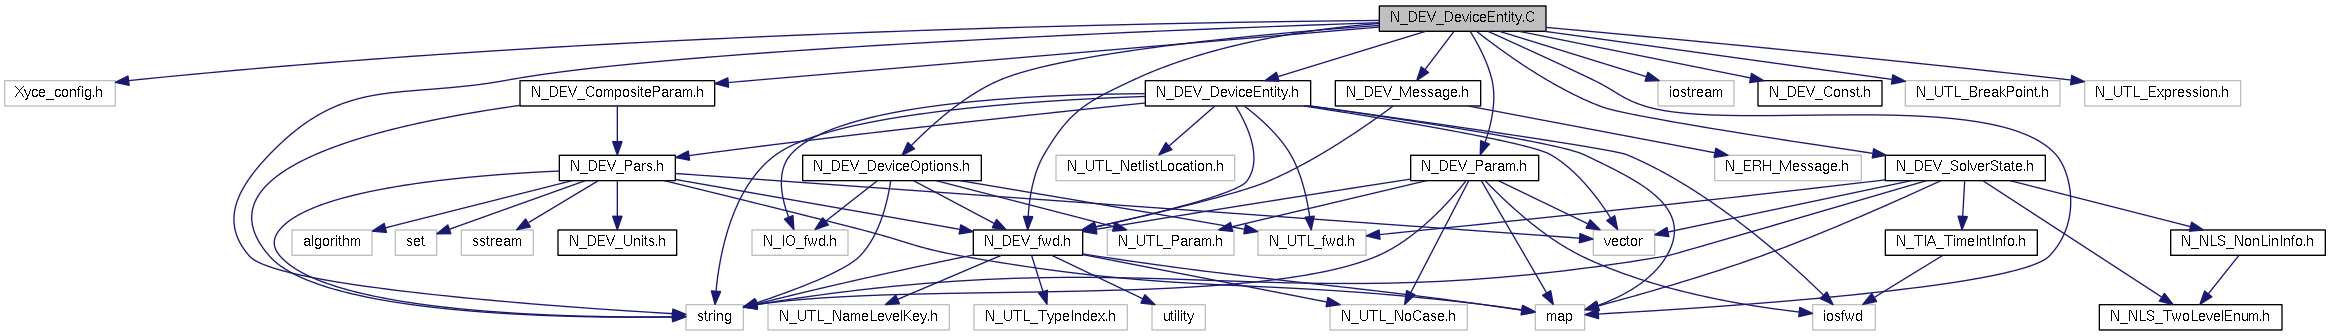 N_DEV_DeviceEntity.C
Xyce_config.h
N_DEV_CompositeParam.h
N_DEV_DeviceEntity.h
N_DEV_Message.h
iostream
N_DEV_Const.h
N_UTL_BreakPoint.h
N_UTL_Expression.h
N_DEV_Pars.h
N_DEV_DeviceOptions.h
N_UTL_NetlistLocation.h
N_DEV_Param.h
N_ERH_Message.h
N_DEV_SolverState.h
algorithm
set
sstream
N_DEV_Units.h
N_IO_fwd.h
N_DEV_fwd.h
N_UTL_Param.h
N_UTL_fwd.h
vector
N_TIA_TimeIntInfo.h
N_NLS_NonLinInfo.h
string
N_UTL_NameLevelKey.h
N_UTL_TypeIndex.h
utility
N_UTL_NoCase.h
map
iosfwd
N_NLS_TwoLevelEnum.h